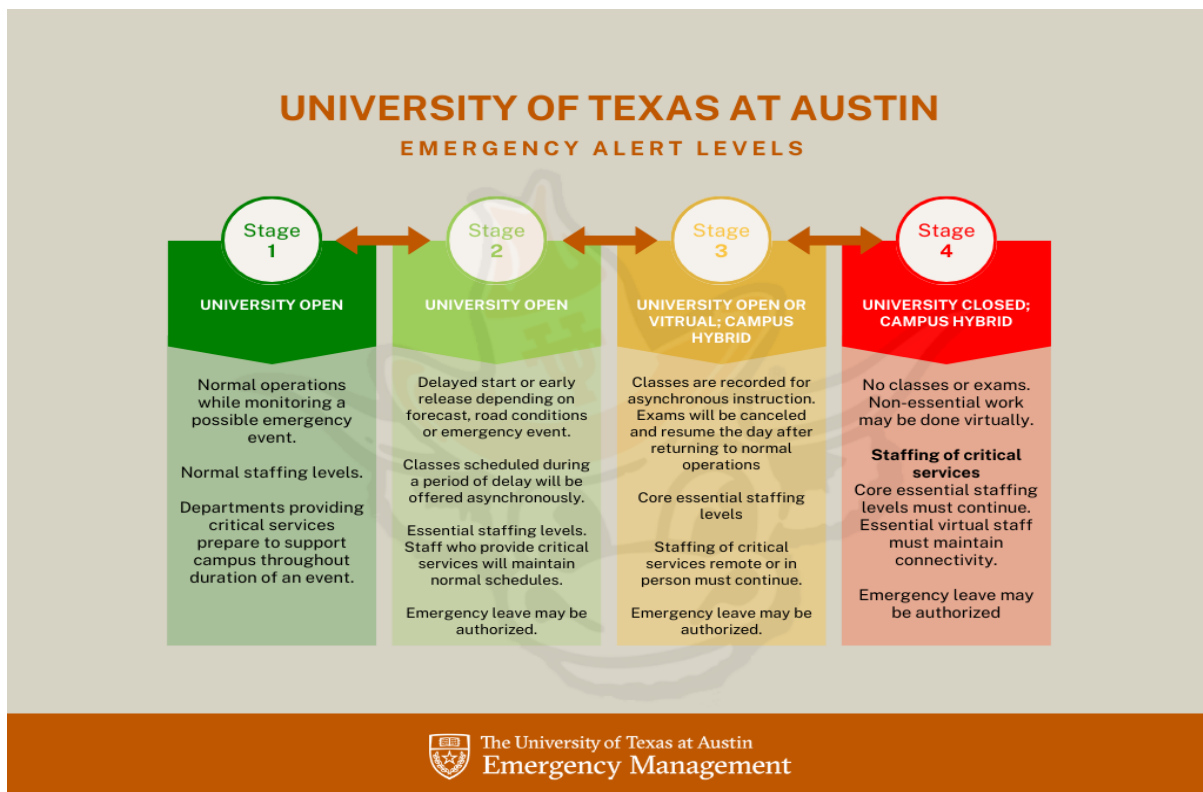 UNIVERSITY OF TEXAS AT AUSTIN
EMERGENCY ALERT LEVELS
Stage
1
UNIVERSITY OPEN
Normal operations
while monitoring a
possible emergency
event.
Normal staffing levels.
Departments providing
critical services
prepare to support
campus throughout
duration of an event.
Stage
2
UNIVERSITY OPEN
Delayed start or early
release depending on
forecast, road conditions
or emergency event.
Classes scheduled during
a period of delay will be
offered asynchronously.
Essential staffing levels.
Staff who provide critical
services will maintain
normal schedules.
Emergency leave may be
authorized.
Stage
3
UNIVERSITY OPEN OR
VITRUAL; CAMPUS
HYBRID
Classes are recorded for
asynchronous instruction.
Exams will be canceled
and resume the day after
returning to normal
operations
Core essential staffing
levels
Staffing of critical
services remote or in
person must continue.
Emergency leave may be
authorized.
Stage
4
UNIVERSITY CLOSED;
CAMPUS HYBRID
No classes or exams.
Non-essential work
may be done virtually.
Staffing of critical
services
Core essential staffing
levels must continue.
Essential virtual staff
must maintain
connectivity.
Emergency leave may
be authorized
The University of Texas at Austin
Emergency Management